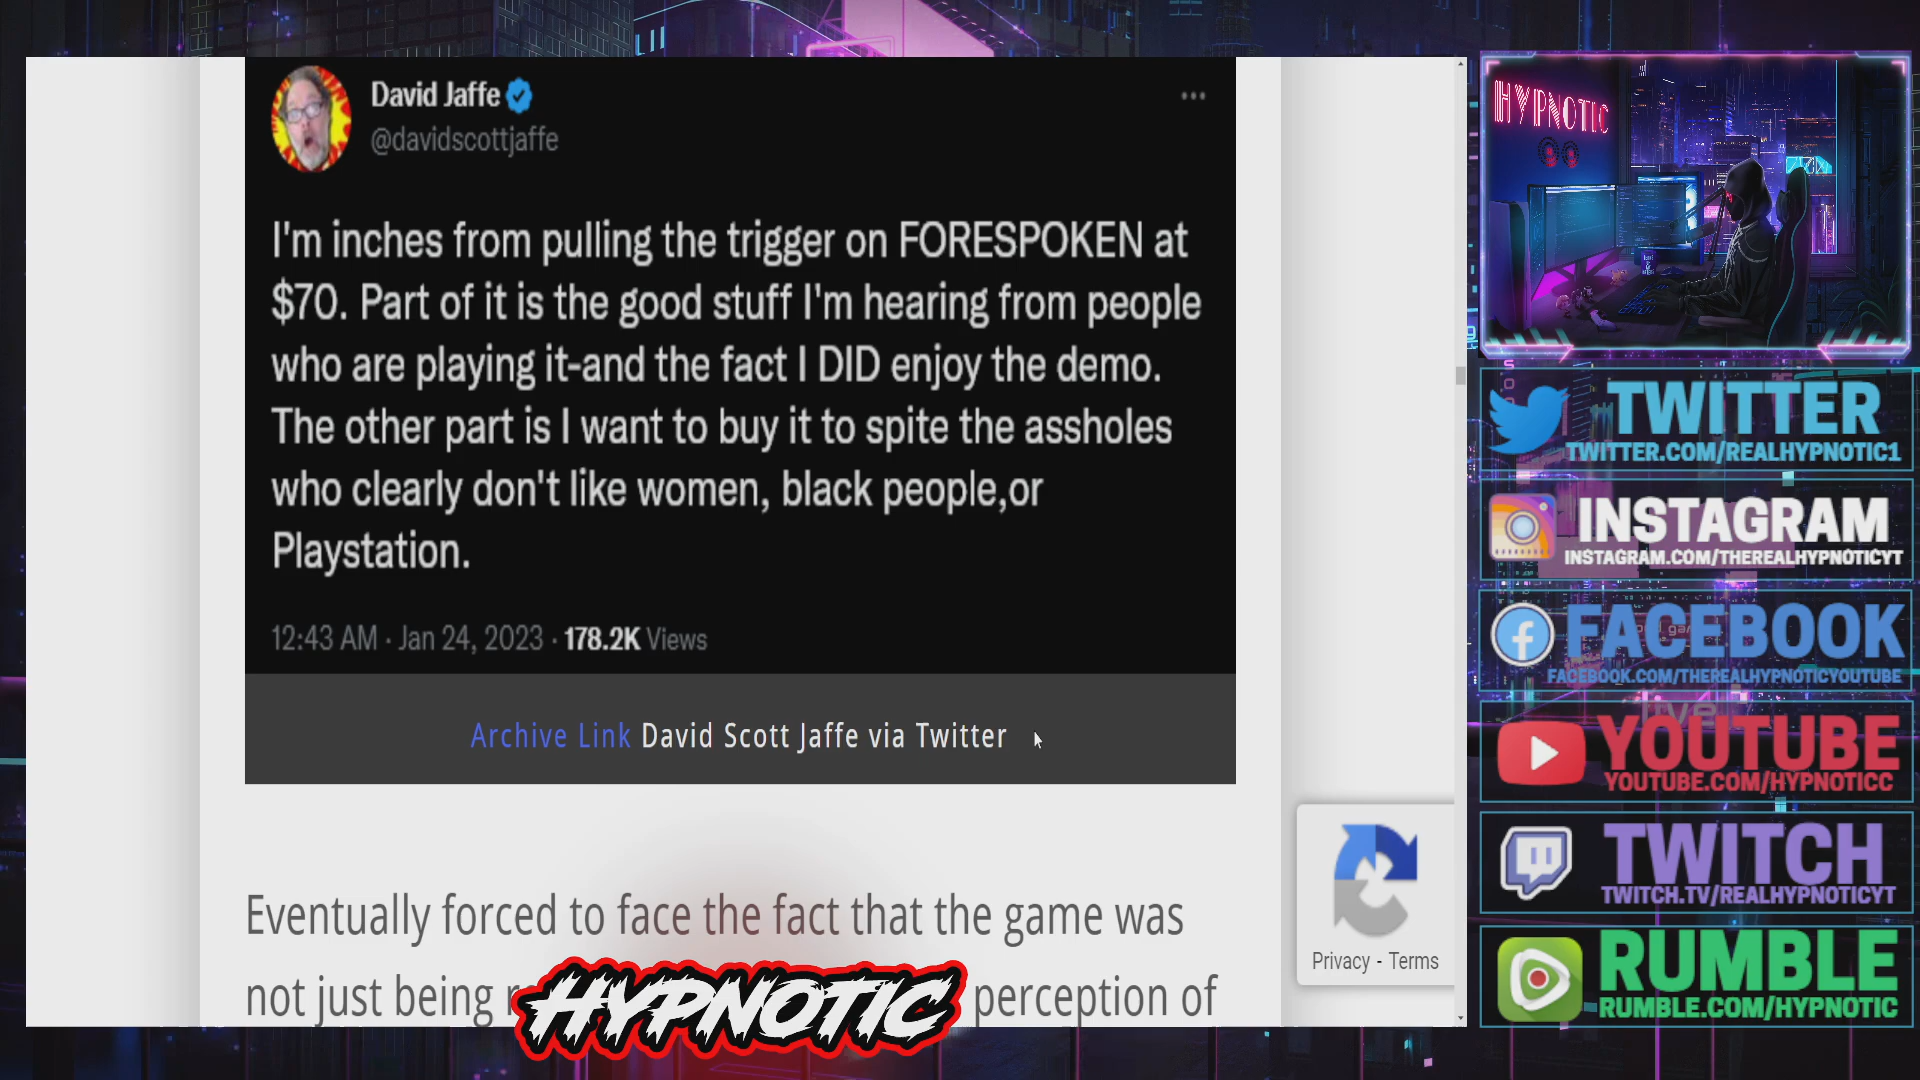 David Jaffe
@davidscottjaffe
I'm inches from pulling the trigger on FORESPOKEN at
$70. Part of it is the good stuff I'm hearing from people
who are playing it-and the fact I DID enjoy the demo.
The other part is I want to buy it to spite the assholes
who clearly don't like women, black people,or
Playstation.
12:43 AM · Jan 24, 2023 · 178.2K Views
Archive Link David Scott Jaffe via Twitter
Eventually forced to face the fact that the game was
not just being
perception of
HYPNOTIC
Privacy - Terms
HYPNOTIC
TWITTER
TWITTER.COM/REALHYPNOTIC1
INSTAGRAM
INSTAGRAM.COM/THEREALHYPNOTICYT
FACEBOOK
FACEBOOK.COM/THEREALHYPNOTICYOUTUBE
YOUTUBE
YOUTUBE.COM/HYPNOTICC
TWITCH
TWITCH.TV/REALHYPNOTICYT
RUMBLE
RUMBLE.COM/HYPNOTIC